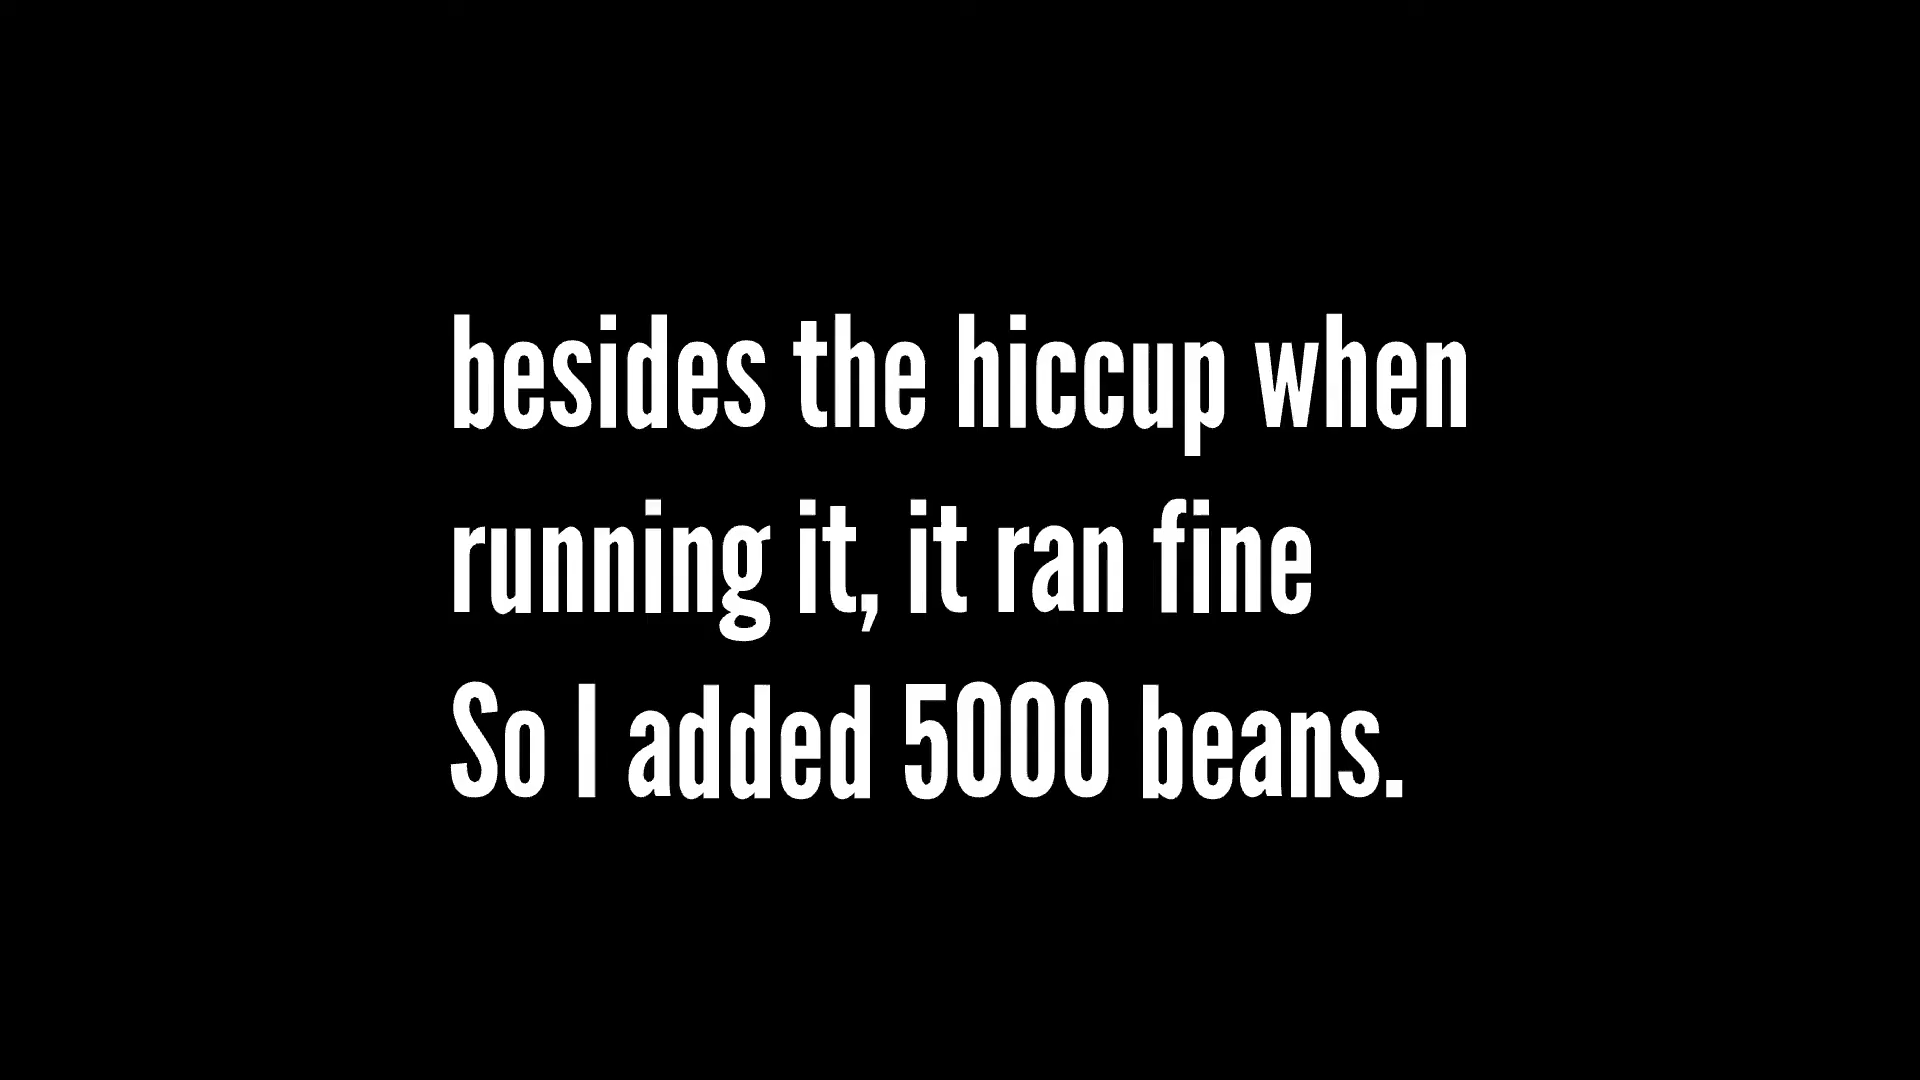 besides the hiccup when
running it, it ran fine
So I added 5000 beans.